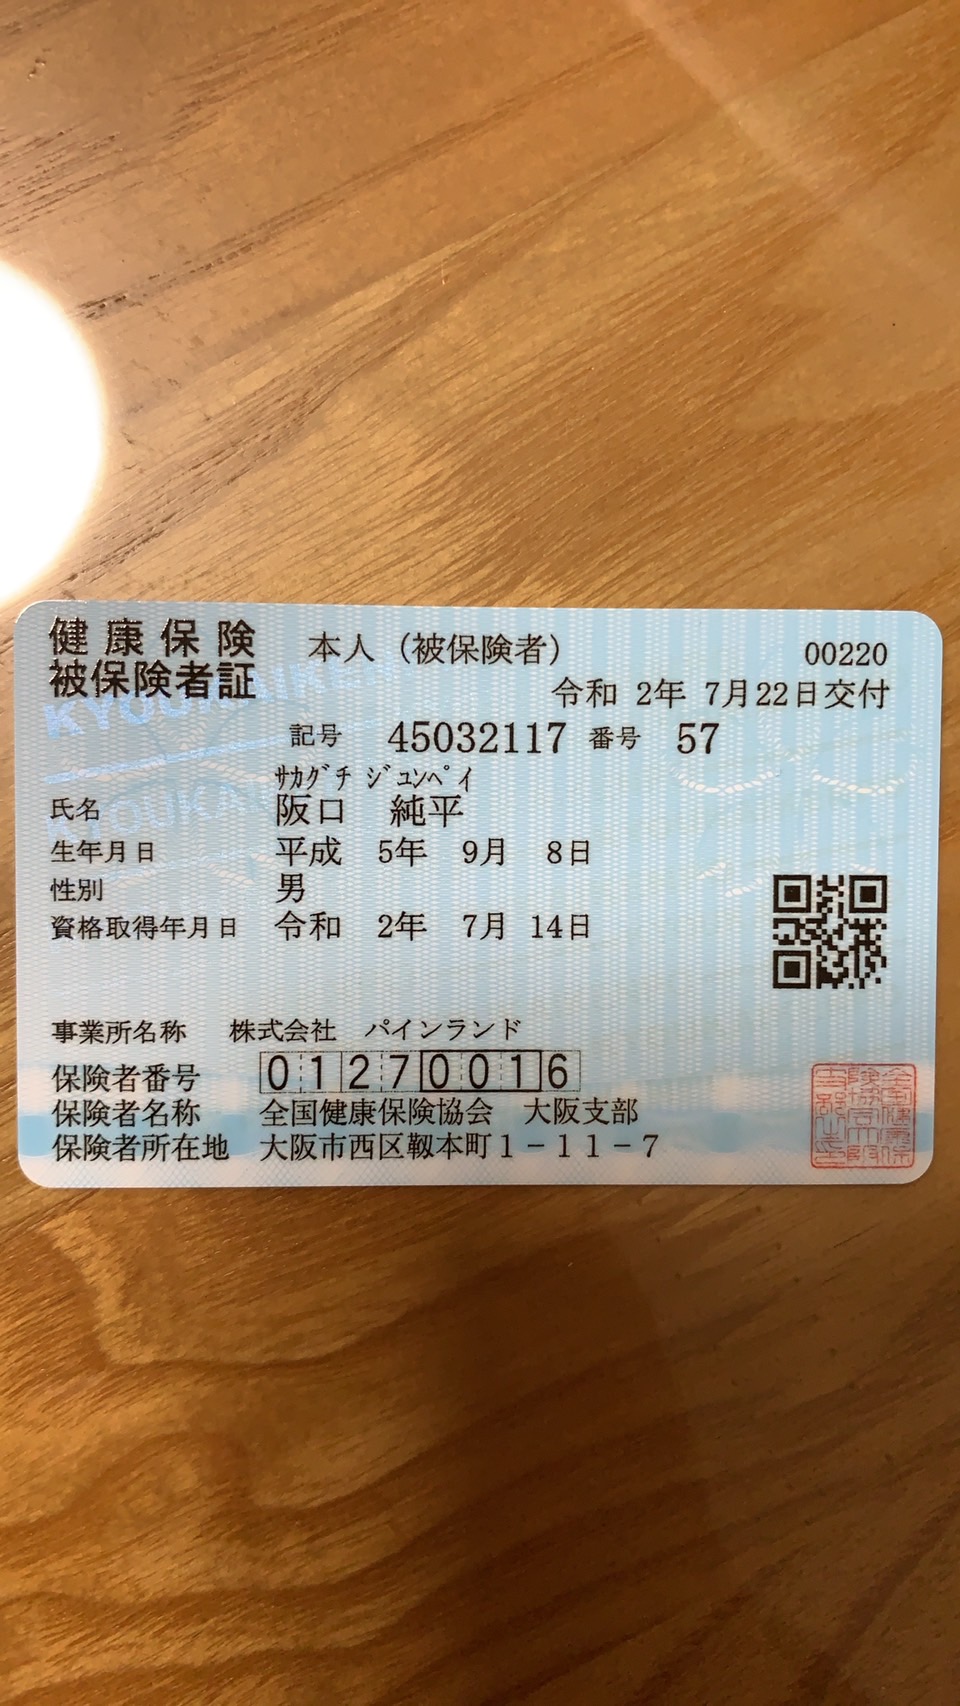 健康保険 本人（被保険者） 00220
被保険者証
令和 2年 7月22日交付
記号 45032117 番号 57
ｻｶｸﾞﾁ ｼﾞﾕﾝﾍﾟｲ
氏名 阪口 純平
生年月日 平成 5年 9月 8日
性別 男
資格取得年月日 令和 2年 7月 14日
事業所名称 株式会社 パインランド
保険者番号 01270016
保険者名称 全国健康保険協会 大阪支部
保険者所在地 大阪市西区靱本町１－１１－７